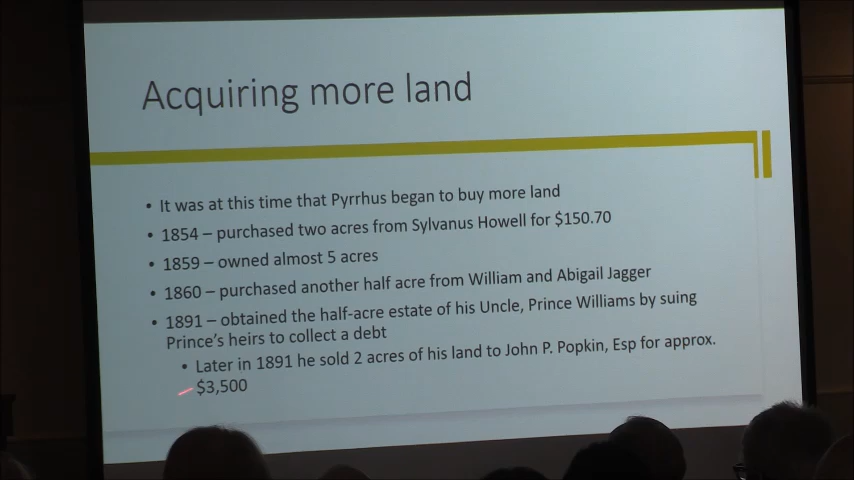 Acquiring more land
• It was at this time that Pyrrhus began to buy more land
• 1854 – purchased two acres from Sylvanus Howell for $150.70
• 1859 – owned almost 5 acres
• 1860 – purchased another half acre from William and Abigail Jagger
• 1891 – obtained the half-acre estate of his Uncle, Prince Williams by suing
Prince's heirs to collect a debt
• Later in 1891 he sold 2 acres of his land to John P. Popkin, Esp for approx.
$3,500